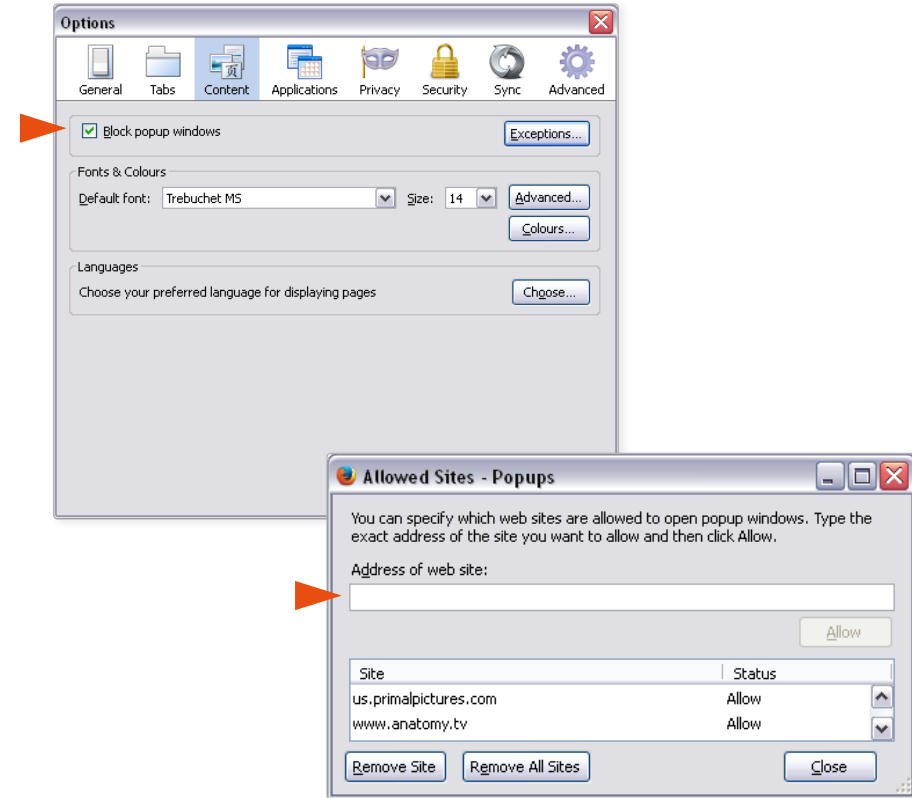 Options
General Tabs Content Applications Privacy Security Sync Advanced
Block popup windows Exceptions...
Fonts & Colours
Default font: Trebuchet MS Size: 14 Advanced...
Colours...
Languages
Choose your preferred language for displaying pages Choose...
Allowed Sites - Popups
You can specify which web sites are allowed to open popup windows. Type the
exact address of the site you want to allow and then click Allow.
Address of web site:
Allow
Site Status
us.primalpictures.com Allow
www.anatomy.tv Allow
Remove Site Remove All Sites Close